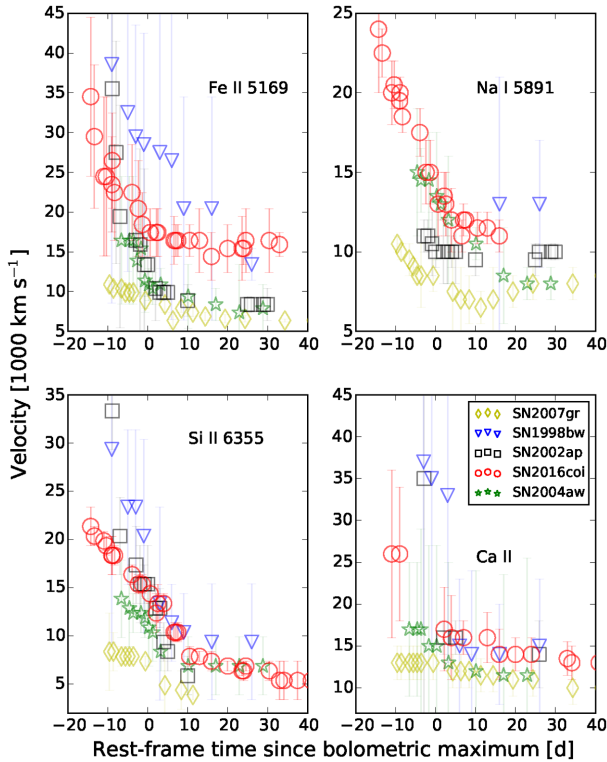 45
40
35
30
25
20
15
10
5
−20 −10 0 10 20 30 40
Fe II 5169
25
20
15
10
5
−20 −10 0 10 20 30 40
Na I 5891
35
30
25
20
15
10
5
−20 −10 0 10 20 30 40
Si II 6355
45
40
35
30
25
20
15
10
−20 −10 0 10 20 30 40
SN2007gr
SN1998bw
SN2002ap
SN2016coi
SN2004aw
Ca II
Velocity [1000 km s⁻¹]
Rest-frame time since bolometric maximum [d]